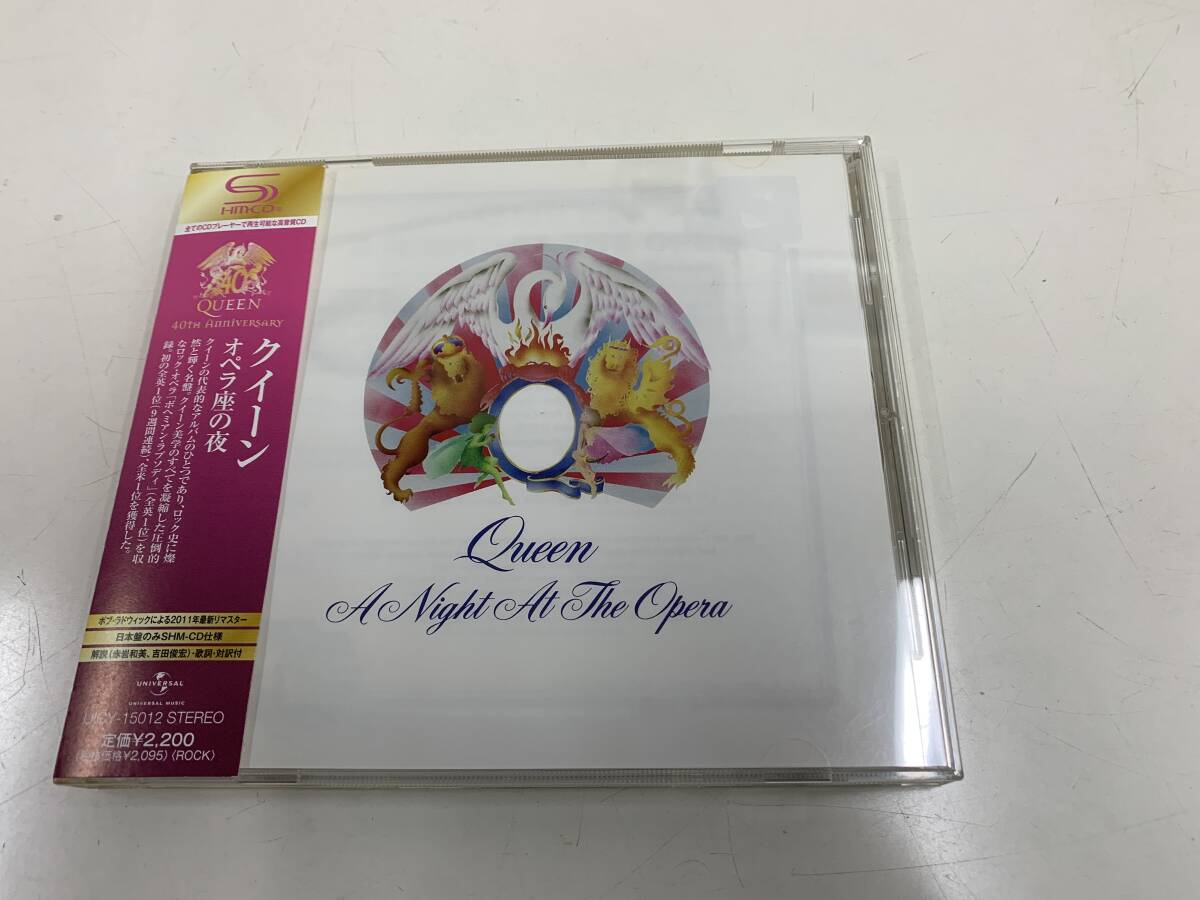 HM-CD
全てのCDプレーヤーで再生可能な高音質CD
40
QUEEN
40TH ANNIVERSARY
クイーン
オペラ座の夜
クイーンの代表的なアルバムのひとつであり、ロック史に燦
然と輝く名盤。クイーン美学のすべてを凝縮した圧倒的
なロック・オペラ「ボヘミアン・ラプソディ」(全英1位)を収
録。初の全英1位(9週間連続)、全米1位を獲得した。
ボブ・ラドウィックによる2011年最新リマスター
日本盤のみSHM-CD仕様
解説(赤岩和美、吉田俊宏)・歌詞・対訳付
UNIVERSAL
UNIVERSAL MUSIC
UICY-15012 STEREO
定価¥2,200
(税抜価格¥2,095)〈ROCK〉
Queen
A Night At The Opera